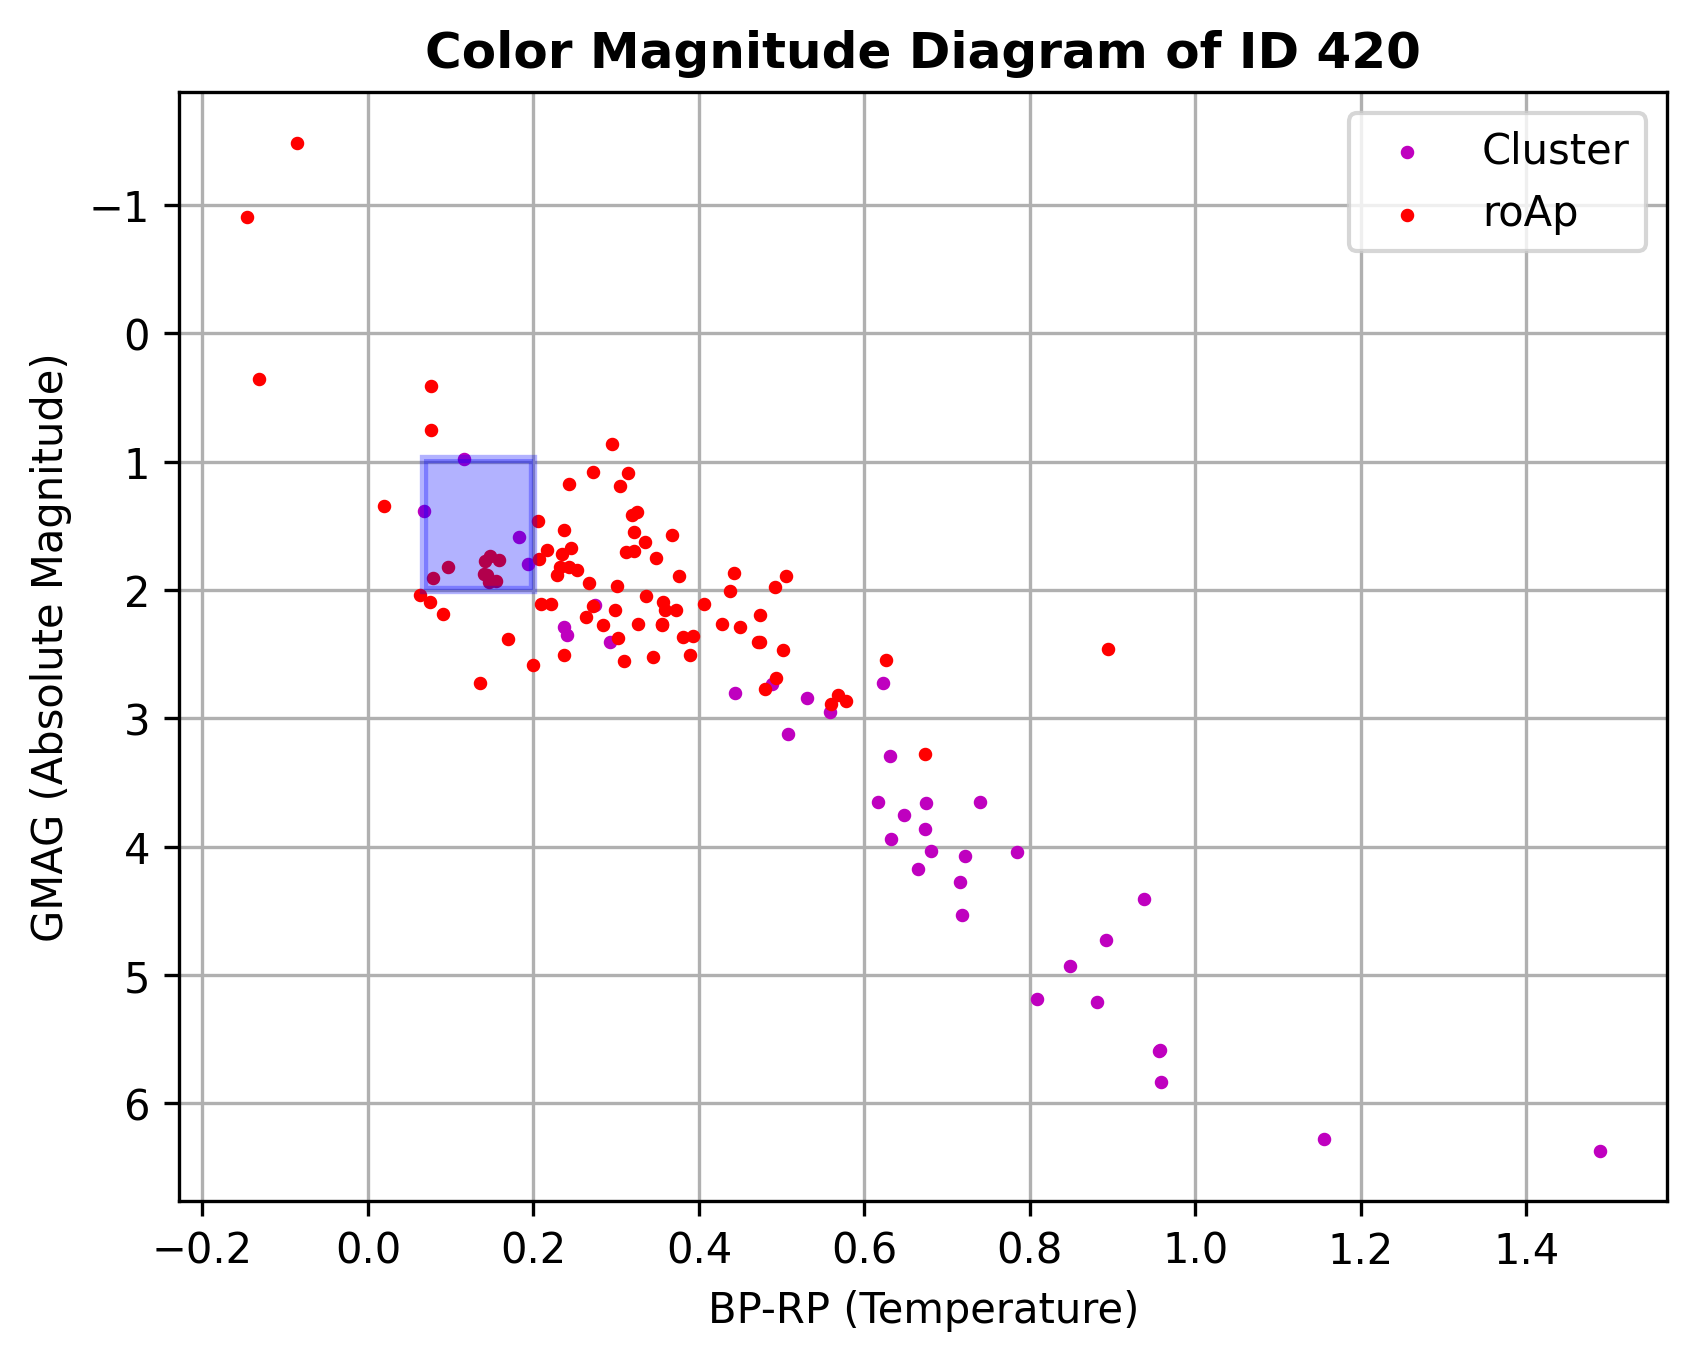 Color Magnitude Diagram of ID 420
Cluster
roAp
−1
0
1
2
3
4
5
6
GMAG (Absolute Magnitude)
−0.2 0.0 0.2 0.4 0.6 0.8 1.0 1.2 1.4
BP-RP (Temperature)